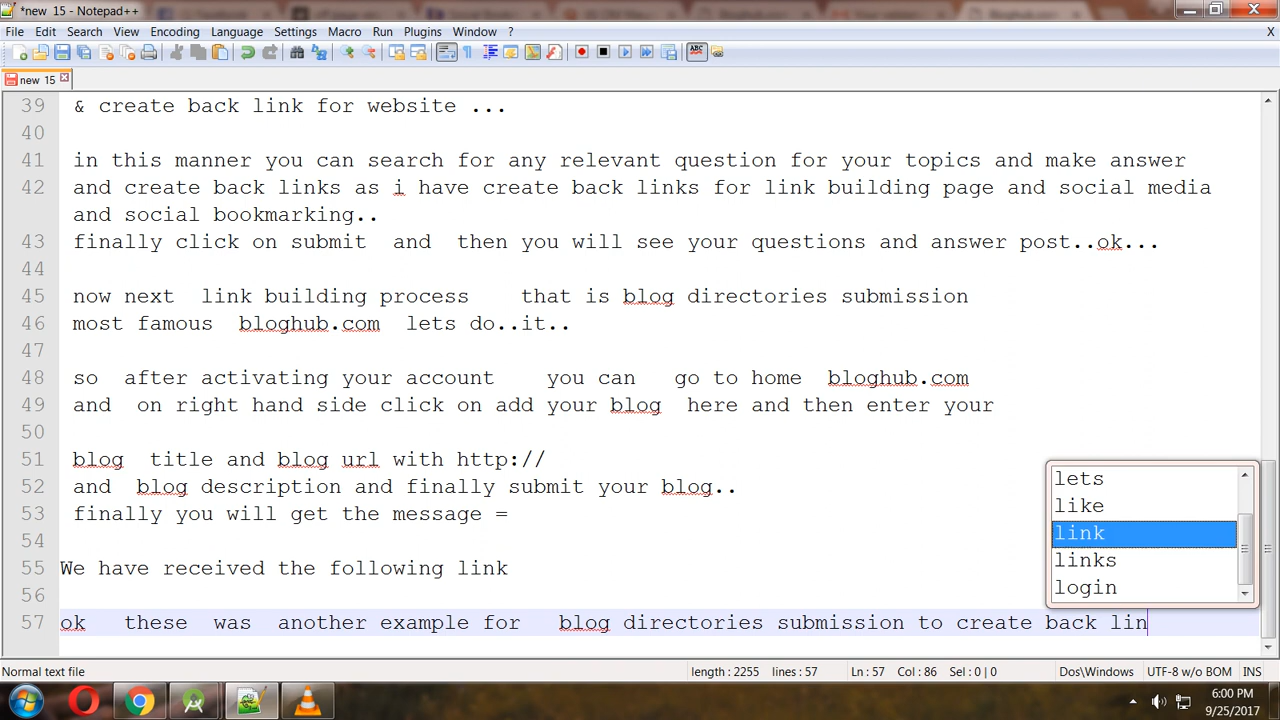 *new 15 - Notepad++
File Edit Search View Encoding Language Settings Macro Run Plugins Window ? X
new 15
39 & create back link for website ...
40
41 in this manner you can search for any relevant question for your topics and make answer
42 and create back links as i have create back links for link building page and social media
and social bookmarking..
43 finally click on submit and then you will see your questions and answer post..ok...
44
45 now next link building process that is blog directories submission
46 most famous bloghub.com lets do..it..
47
48 so after activating your account you can go to home bloghub.com
49 and on right hand side click on add your blog here and then enter your
50
51 blog title and blog url with http://
52 and blog description and finally submit your blog..
53 finally you will get the message =
54
55 We have received the following link
56
57 ok these was another example for blog directories submission to create back lin
lets
like
link
links
login
Normal text file length : 2255 lines : 57 Ln : 57 Col : 86 Sel : 0 | 0 Dos\Windows UTF-8 w/o BOM INS
6:00 PM
9/25/2017